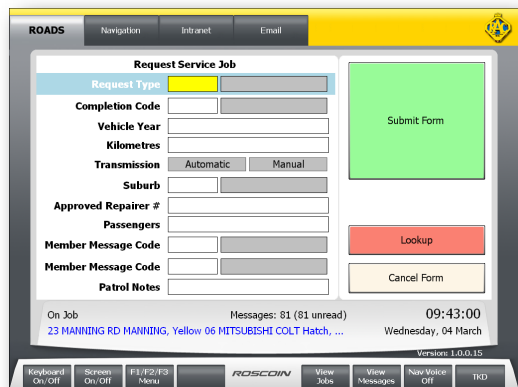 ROADS Navigation Intranet Email
Request Service Job
Request Type
Completion Code
Submit Form
Vehicle Year
Kilometres
Transmission Automatic Manual
Suburb
Approved Repairer #
Passengers
Member Message Code
Lookup
Member Message Code
Cancel Form
Patrol Notes
On Job Messages: 81 (81 unread) 09:43:00
23 MANNING RD MANNING, Yellow 06 MITSUBISHI COLT Hatch, ... Wednesday, 04 March
Version: 1.0.0.15
Keyboard On/Off Screen On/Off F1/F2/F3 Menu ROSCOIN View Jobs View Messages Nav Voice Off TKD